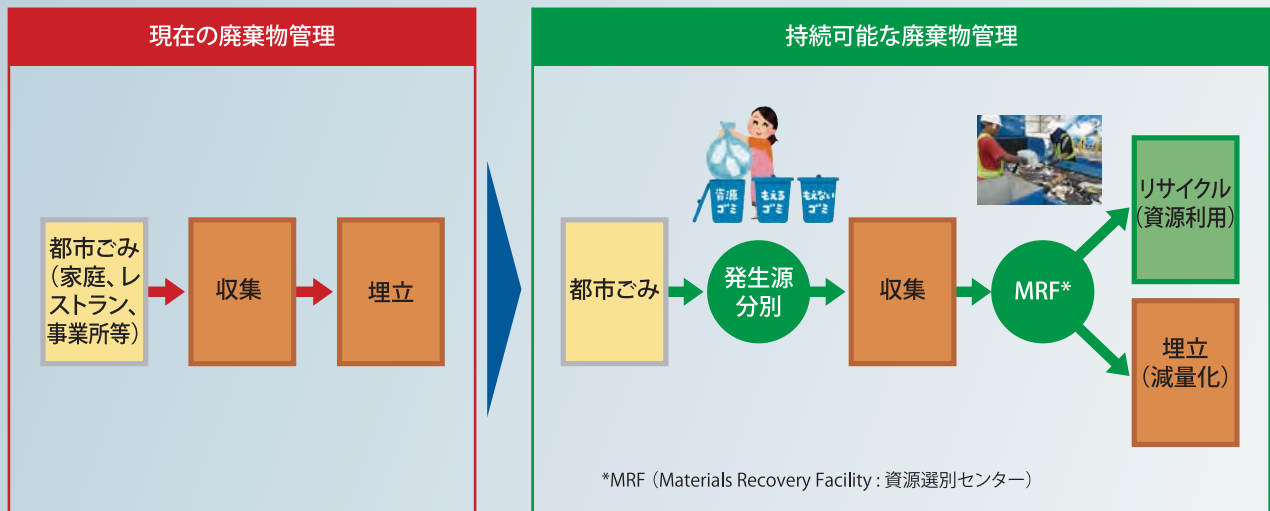 現在の廃棄物管理
都市ごみ
（家庭、レ
ストラン、
事業所等）
収集
埋立
持続可能な廃棄物管理
都市ごみ
資源
ゴミ
もえる
ゴミ
もえない
ゴミ
発生源
分別
収集
MRF*
リサイクル
（資源利用）
埋立
（減量化）
*MRF（Materials Recovery Facility : 資源選別センター）